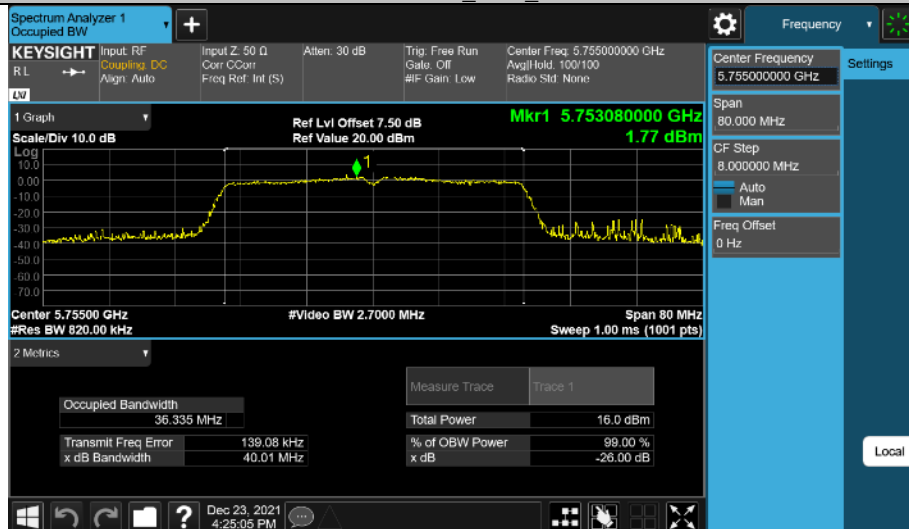 Spectrum Analyzer 1
Occupied BW
+
Frequency
KEYSIGHT
Input: RF
Input Z: 50 Ω
Atten: 30 dB
Trig: Free Run
Center Freq: 5.755000000 GHz
R L
Coupling: DC
Corr CCorr
Gate: Off
Avg|Hold: 100/100
Align: Auto
Freq Ref: Int (S)
#IF Gain: Low
Radio Std: None
LXI
Center Frequency
5.755000000 GHz
Settings
Span
80.000 MHz
CF Step
8.000000 MHz
Auto
Man
Freq Offset
0 Hz
Local
1 Graph
Ref Lvl Offset 7.50 dB
Mkr1 5.753080000 GHz
Scale/Div 10.0 dB
Ref Value 20.00 dBm
1.77 dBm
Log
1
10.0
0.00
-10.0
-20.0
-30.0
-40.0
-50.0
-60.0
-70.0
Center 5.75500 GHz
#Video BW 2.7000 MHz
Span 80 MHz
#Res BW 820.00 kHz
Sweep 1.00 ms (1001 pts)
2 Metrics
Measure Trace
Trace 1
Occupied Bandwidth
36.335 MHz
Total Power
16.0 dBm
Transmit Freq Error
139.08 kHz
% of OBW Power
99.00 %
x dB Bandwidth
40.01 MHz
x dB
-26.00 dB
?
Dec 23, 2021
4:25:05 PM